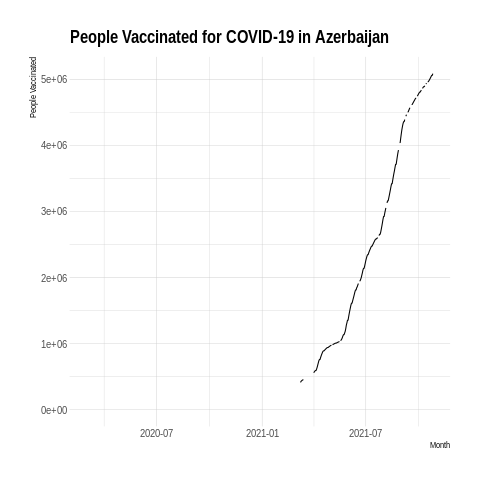 People Vaccinated for COVID-19 in Azerbaijan
People Vaccinated
5e+06
4e+06
3e+06
2e+06
1e+06
0e+00
2020-07
2021-01
2021-07
Month